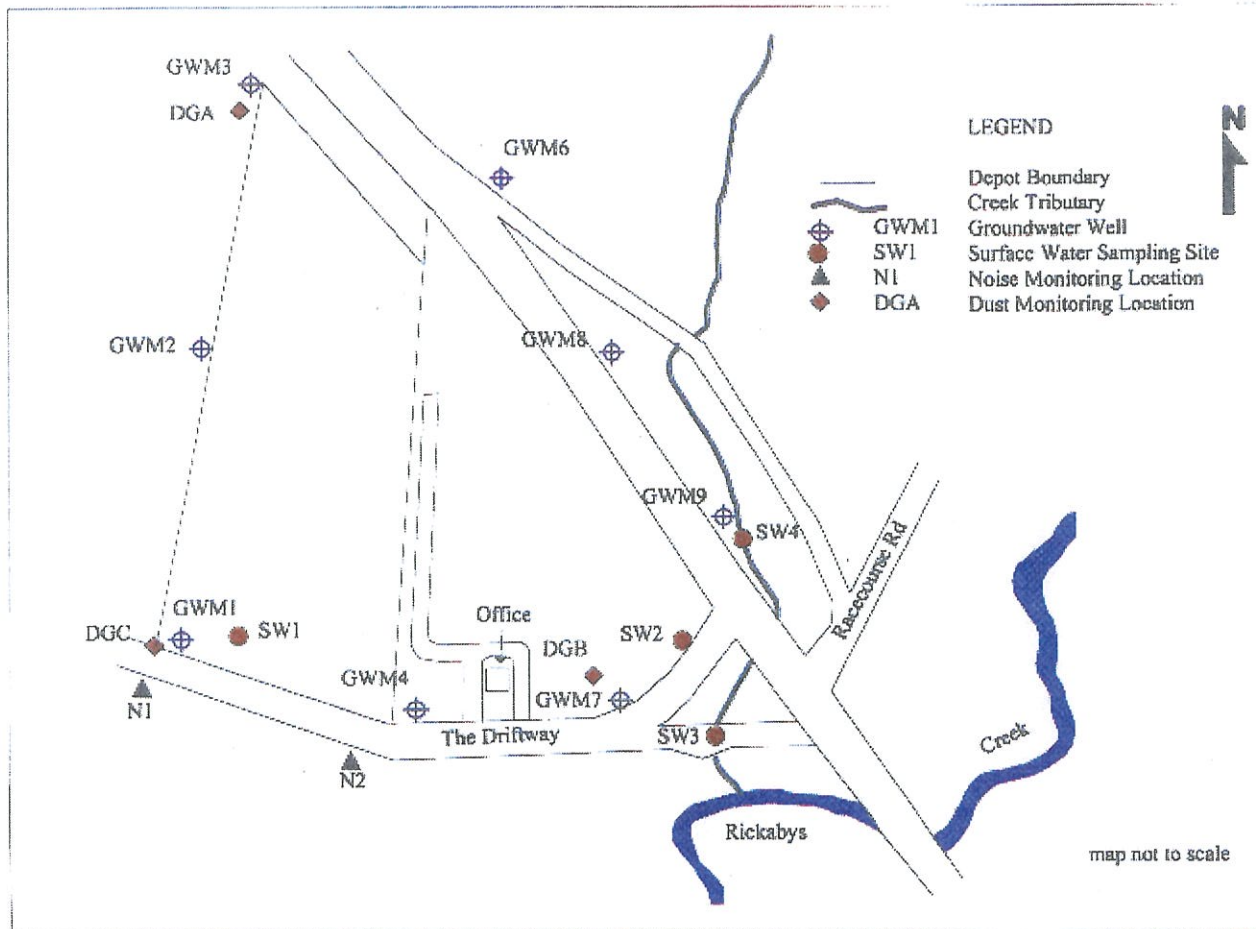 GWM3
DGA
GWM6
N
LEGEND
Depot Boundary
Creek Tributary
GWM1 Groundwater Well
SW1 Surface Water Sampling Site
N1 Noise Monitoring Location
DGA Dust Monitoring Location
GWM2
GWM8
GWM9
SW4
Racecourse Rd
GWM1
SW1
DGC
Office
SW2
DGB
GWM4
GWM7
N1
The Driftway
SW3
N2
Creek
Rickabys
map not to scale